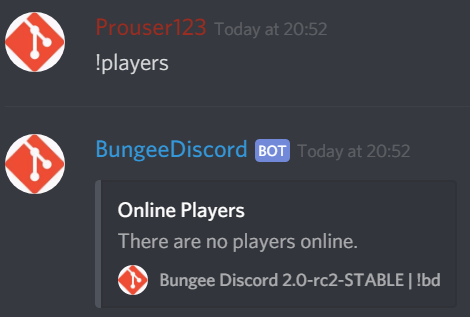 Prouser123 Today at 20:52
!players
BungeeDiscord BOT Today at 20:52
Online Players
There are no players online.
Bungee Discord 2.0-rc2-STABLE | !bd